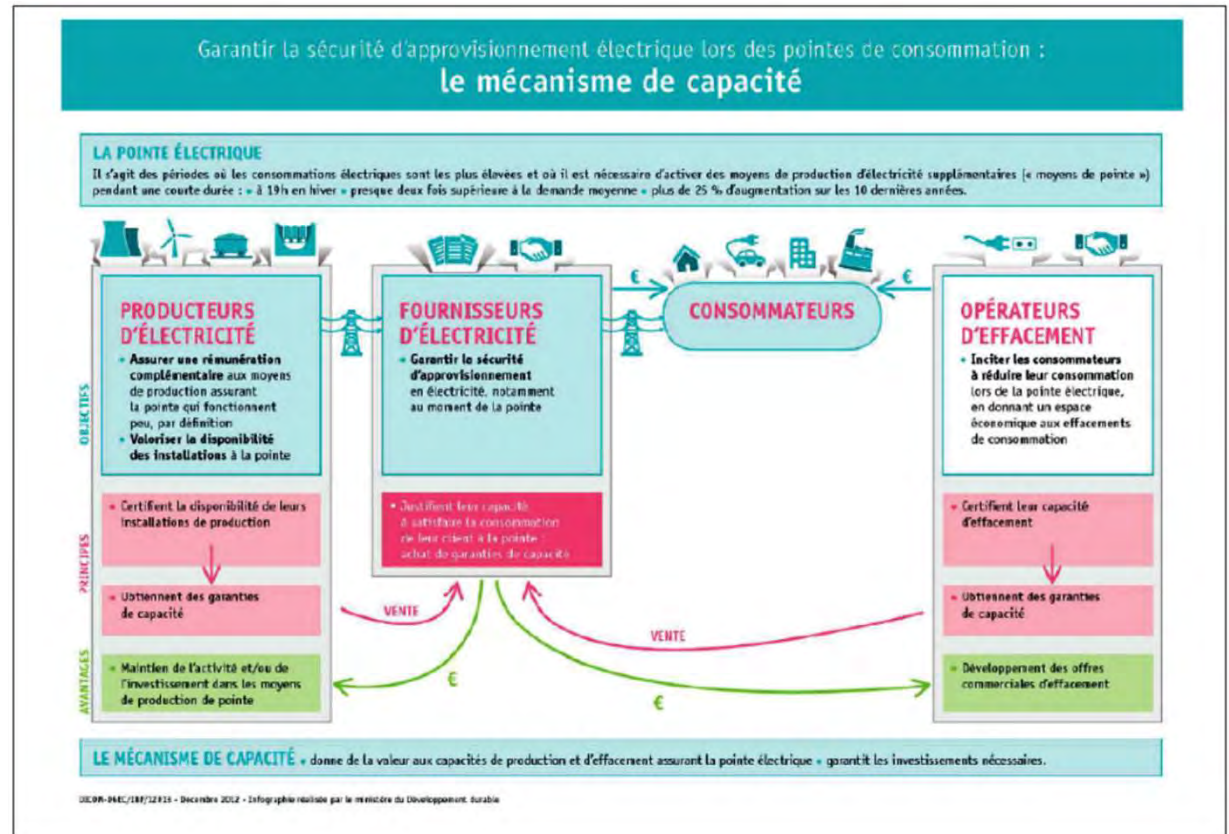 Garantir la sécurité d'approvisionnement électrique lors des pointes de consommation :
le mécanisme de capacité
LA POINTE ÉLECTRIQUE
Il s'agit des périodes où les consommations électriques sont les plus élevées et où il est nécessaire d'activer des moyens de production d'électricité supplémentaires (« moyens de pointe »)
pendant une courte durée : • à 19h en hiver • presque deux fois supérieure à la demande moyenne • plus de 25 % d'augmentation sur les 10 dernières années.
OBJECTIFS
PRODUCTEURS
D'ÉLECTRICITÉ
• Assurer une rémunération
complémentaire aux moyens
de production assurant
la pointe qui fonctionnent
peu, par définition
• Valoriser la disponibilité
des installations à la pointe
FOURNISSEURS
D'ÉLECTRICITÉ
• Garantir la sécurité
d'approvisionnement
en électricité, notamment
au moment de la pointe
€
CONSOMMATEURS
€
OPÉRATEURS
D'EFFACEMENT
• Inciter les consommateurs
à réduire leur consommation
lors de la pointe électrique,
en donnant un espace
économique aux effacements
de consommation
PRINCIPES
• Certifient la disponibilité de leurs
installations de production
• Obtiennent des garanties
de capacité
• Justifient leur capacité
à satisfaire la consommation
de leur client à la pointe :
achat de garanties de capacité
• Certifient leur capacité
d'effacement
• Obtiennent des garanties
de capacité
VENTE
VENTE
AVANTAGES
• Maintien de l'activité et/ou de
l'investissement dans les moyens
de production de pointe
€
€
• Développement des offres
commerciales d'effacement
LE MÉCANISME DE CAPACITÉ • donne de la valeur aux capacités de production et d'effacement assurant la pointe électrique • garantit les investissements nécessaires.
Décembre 2012 - Infographie réalisée par le ministère du Développement durable